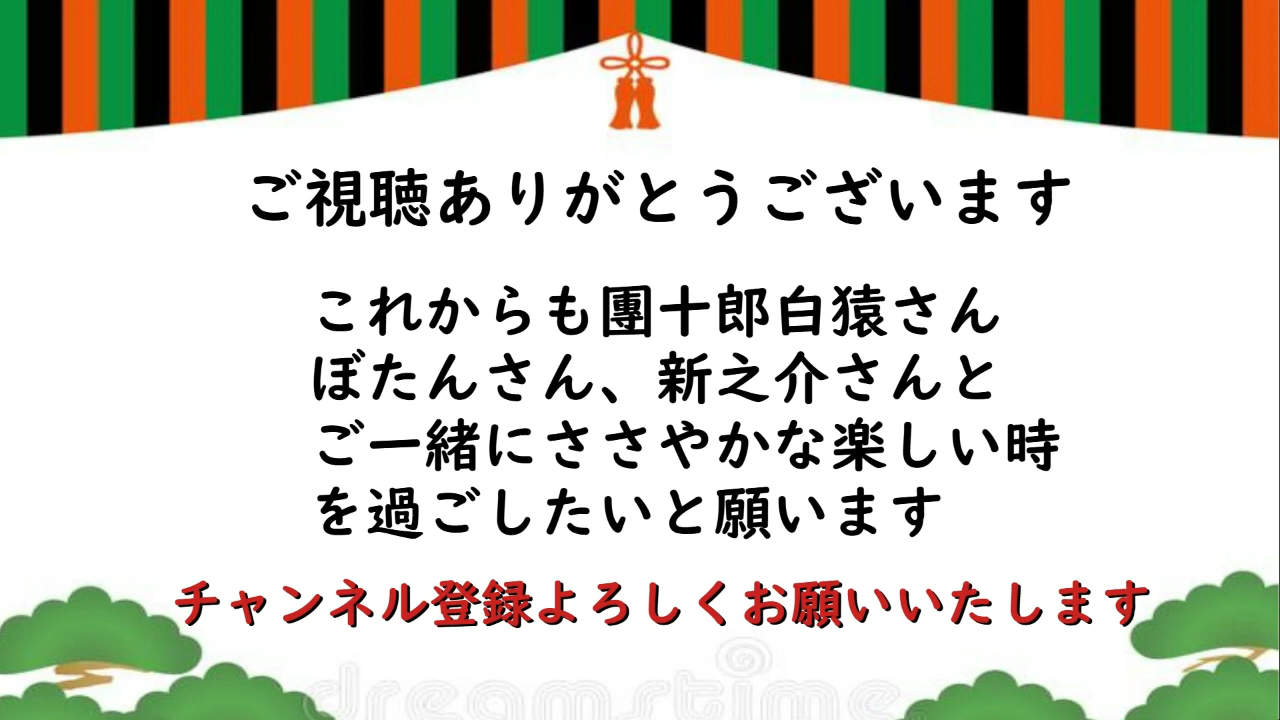 ご視聴ありがとうございます
これからも團十郎白猿さん
ぼたんさん、新之介さんと
ご一緒にささやかな楽しい時
を過ごしたいと願います
チャンネル登録よろしくお願いいたします
dreamstime